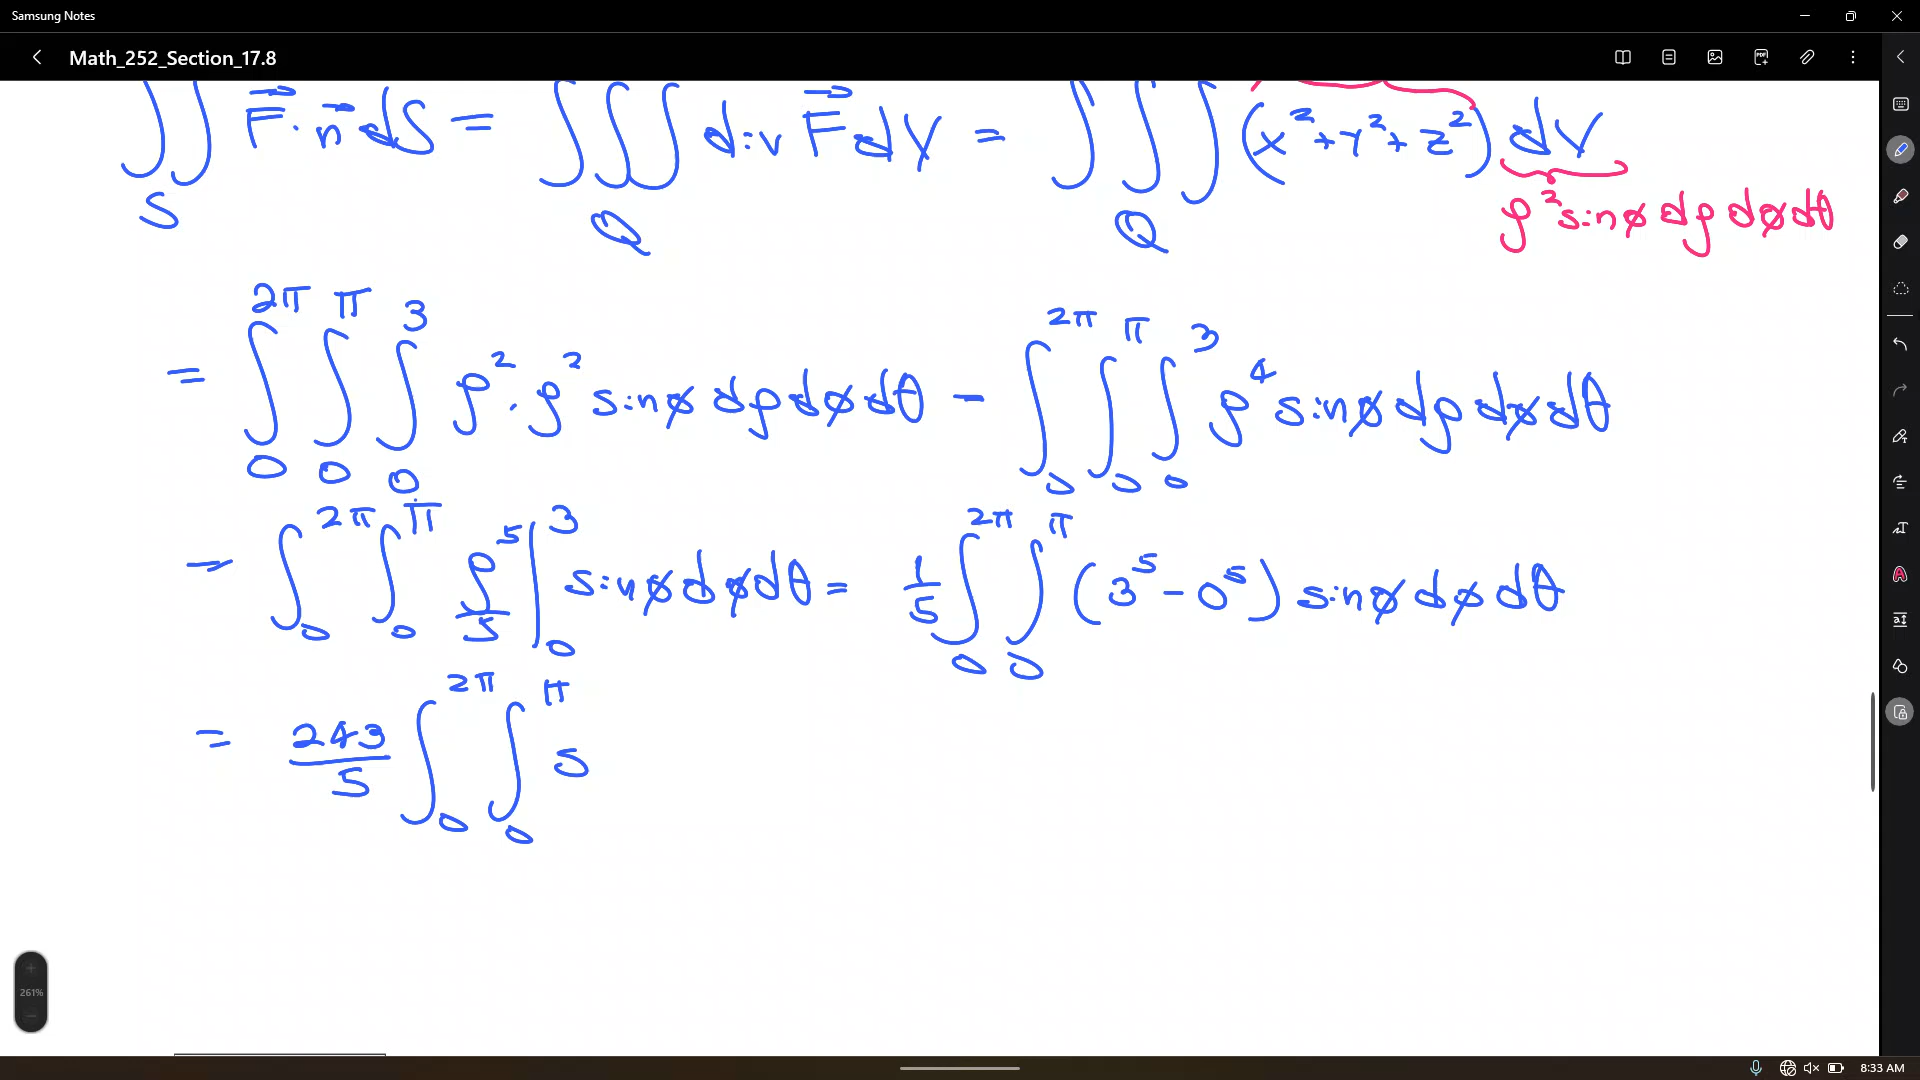 Samsung Notes
Math_252_Section_17.8
∬_S F⃗·n⃗ dS = ∭_Q div F⃗ dV = ∭_Q (x²+y²+z²) dV
ρ² sinφ dρ dφ dθ
= ∫₀^{2π} ∫₀^{π} ∫₀^{3} ρ²·ρ² sinφ dρ dφ dθ − ∫₀^{2π} ∫₀^{π} ∫₀^{3} ρ⁴ sinφ dρ dφ dθ
− ∫₀^{2π} ∫₀^{π} ρ⁵/5 |₀³ sinφ dφ dθ = 1/5 ∫₀^{2π} ∫₀^{π} (3⁵ − 0⁵) sinφ dφ dθ
= 243/5 ∫₀^{2π} ∫₀^{π} s
261%
8:33 AM